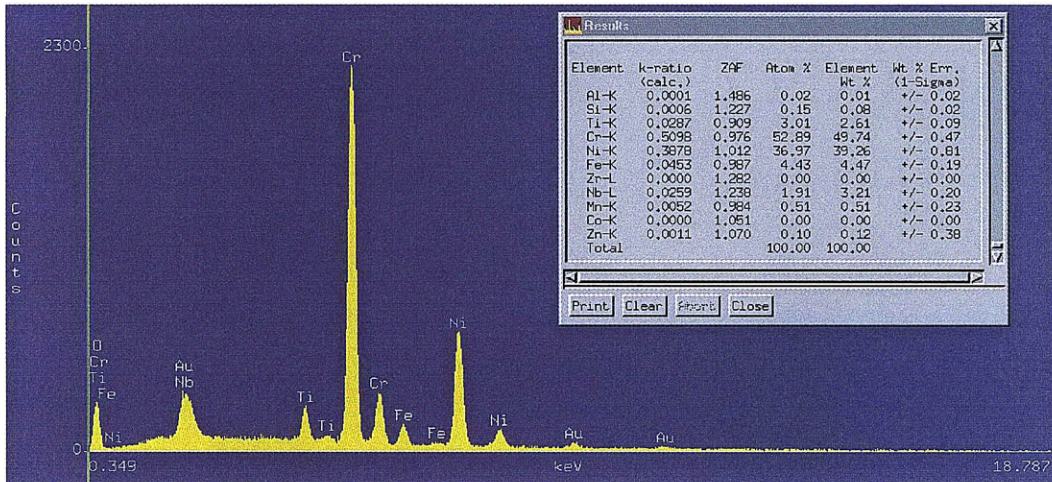 2300
Counts
0
0.349
keV
18.787
O
Cr
Ti
Fe
Ni
Au
Nb
Ti
Ti
Cr
Cr
Fe
Fe
Ni
Ni
Au
Au
Results
Element k-ratio ZAF Atom % Element Wt % Err.
(calc.) Wt % (1-Sigma)
Al-K 0.0001 1.486 0.02 0.01 +/- 0.02
Si-K 0.0006 1.227 0.15 0.08 +/- 0.02
Ti-K 0.0287 0.909 3.01 2.61 +/- 0.09
Cr-K 0.5098 0.976 52.89 49.74 +/- 0.47
Ni-K 0.3878 1.012 36.97 39.26 +/- 0.81
Fe-K 0.0453 0.987 4.43 4.47 +/- 0.19
Zr-L 0.0000 1.282 0.00 0.00 +/- 0.00
Nb-L 0.0259 1.238 1.91 3.21 +/- 0.20
Mn-K 0.0052 0.984 0.51 0.51 +/- 0.23
Co-K 0.0000 1.051 0.00 0.00 +/- 0.00
Zn-K 0.0011 1.070 0.10 0.12 +/- 0.38
Total 100.00 100.00
Print Clear Abort Close